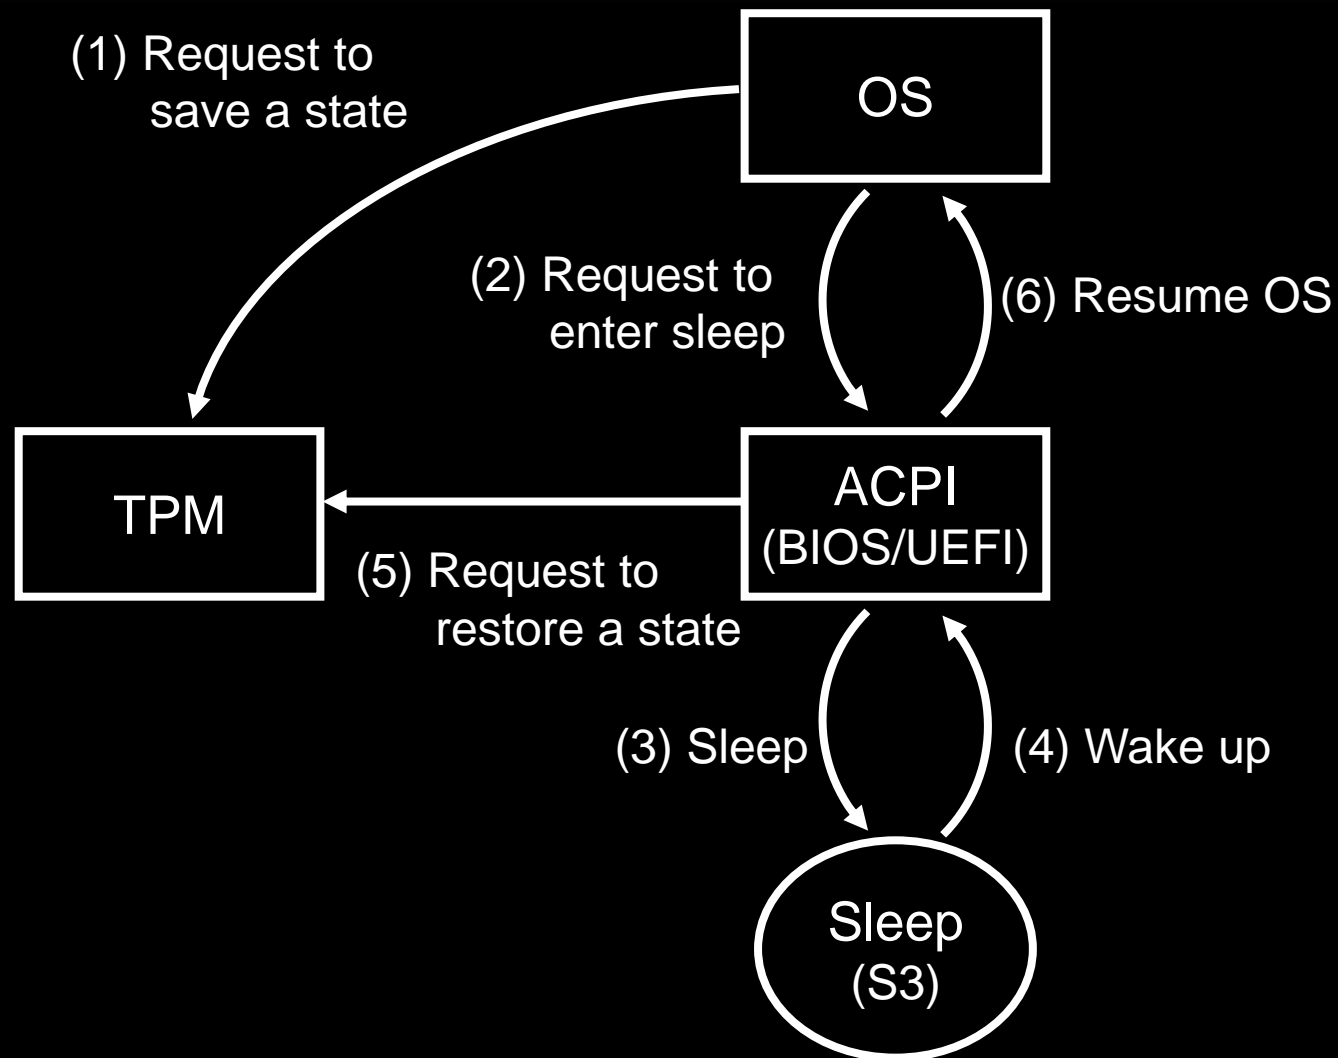 (1) Request to
save a state
OS
(2) Request to
enter sleep
(6) Resume OS
TPM
ACPI
(BIOS/UEFI)
(5) Request to
restore a state
(3) Sleep
(4) Wake up
Sleep
(S3)